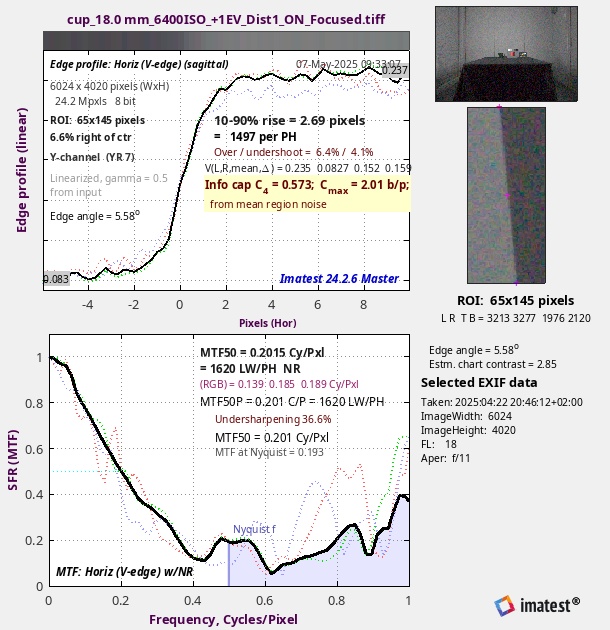 cup_18.0 mm_6400ISO_+1EV_Dist1_ON_Focused.tiff
Edge profile: Horiz (V-edge) (sagittal)
07-May-2025 09:33:07
0.237
6024 x 4020 pixels (WxH)
24.2 Mpxls   8 bit
ROI:  65x145 pixels
6.6% right of ctr
Y-channel  (YR 7)
Linearized, gamma = 0.5
from input
Edge angle = 5.58o
10-90% rise = 2.69 pixels
=  1497 per PH
Over / undershoot =  6.4% /  4.1%
V(L,R,mean,Δ) = 0.235  0.0827  0.152  0.159
Info cap C4 = 0.573;  Cmax = 2.01 b/p;
from mean region noise
0.083
Imatest 24.2.6 Master
Edge profile (linear)
-4 -2 0 2 4 6 8
Pixels (Hor)
ROI:  65x145 pixels
L R  T B = 3213 3277  1976 2120
Edge angle = 5.58o
Estm. chart contrast = 2.85
Selected EXIF data
Taken: 2025:04:22 20:46:12+02:00
ImageWidth:  6024
ImageHeight:  4020
FL:   18
Aper:  f/11
MTF50 = 0.2015 Cy/Pxl
= 1620 LW/PH  NR
(RGB) = 0.139  0.185  0.189 Cy/Pxl
MTF50P = 0.201 C/P = 1620 LW/PH
Undersharpening 36.6%
MTF50 = 0.201 Cy/Pxl
MTF at Nyquist = 0.193
Nyquist f
MTF: Horiz (V-edge) w/NR
SFR (MTF)
1
0.8
0.6
0.4
0.2
0
0 0.2 0.4 0.6 0.8 1
Frequency, Cycles/Pixel
imatest®